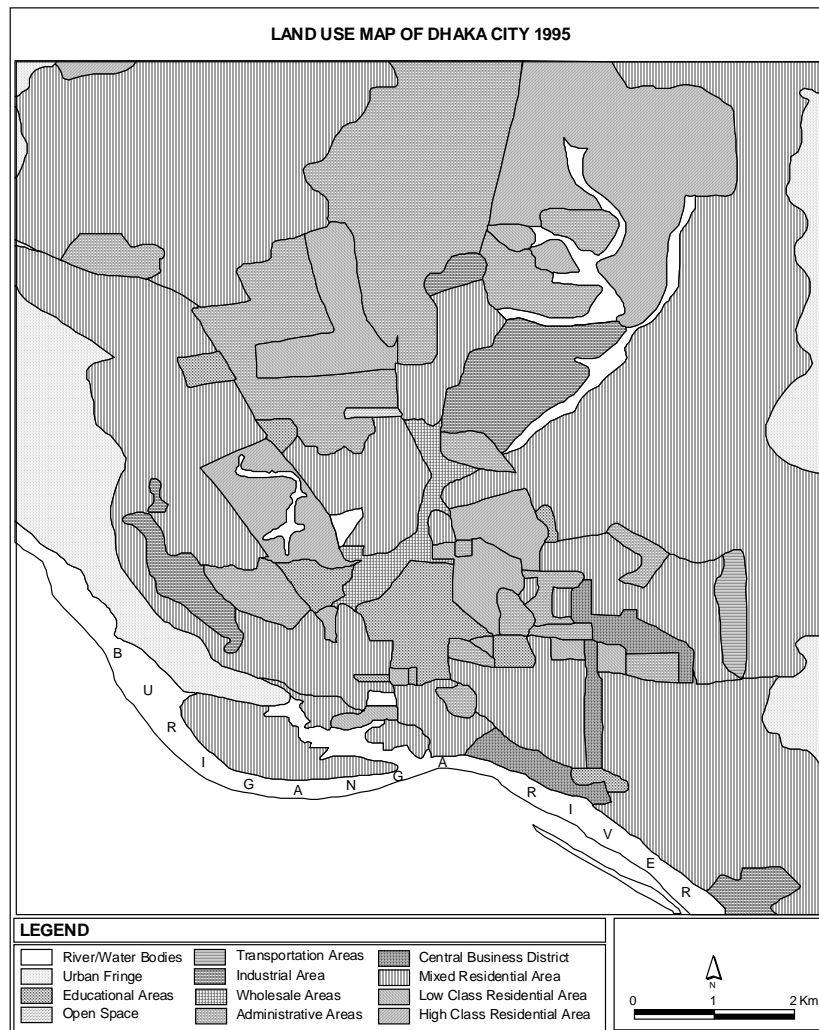 LAND USE MAP OF DHAKA CITY 1995
BURIGANGA RIVER
LEGEND
River/Water Bodies
Urban Fringe
Educational Areas
Open Space
Transportation Areas
Industrial Area
Wholesale Areas
Administrative Areas
Central Business District
Mixed Residential Area
Low Class Residential Area
High Class Residential Area
N
0 1 2 Km